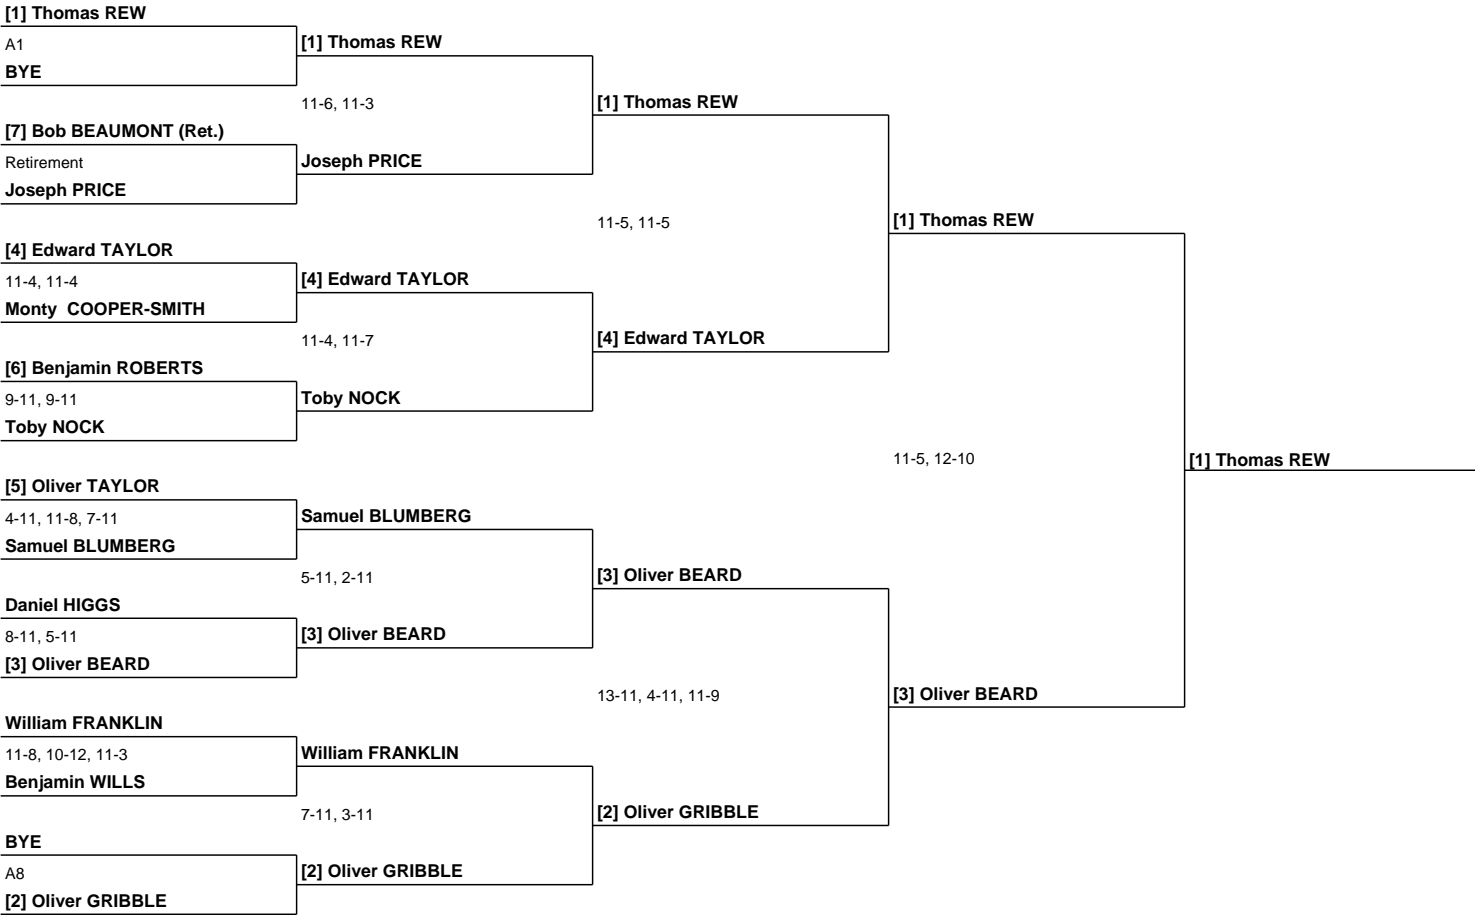 [1] Thomas REW
A1
BYE
[1] Thomas REW
11-6, 11-3
[7] Bob BEAUMONT (Ret.)
Retirement
Joseph PRICE
Joseph PRICE
[1] Thomas REW
11-5, 11-5
[4] Edward TAYLOR
11-4, 11-4
Monty  COOPER-SMITH
[4] Edward TAYLOR
11-4, 11-7
[6] Benjamin ROBERTS
9-11, 9-11
Toby NOCK
Toby NOCK
[4] Edward TAYLOR
[1] Thomas REW
11-5, 12-10
[1] Thomas REW
[5] Oliver TAYLOR
4-11, 11-8, 7-11
Samuel BLUMBERG
Samuel BLUMBERG
5-11, 2-11
Daniel HIGGS
8-11, 5-11
[3] Oliver BEARD
[3] Oliver BEARD
[3] Oliver BEARD
13-11, 4-11, 11-9
[3] Oliver BEARD
William FRANKLIN
11-8, 10-12, 11-3
Benjamin WILLS
William FRANKLIN
7-11, 3-11
BYE
A8
[2] Oliver GRIBBLE
[2] Oliver GRIBBLE
[2] Oliver GRIBBLE